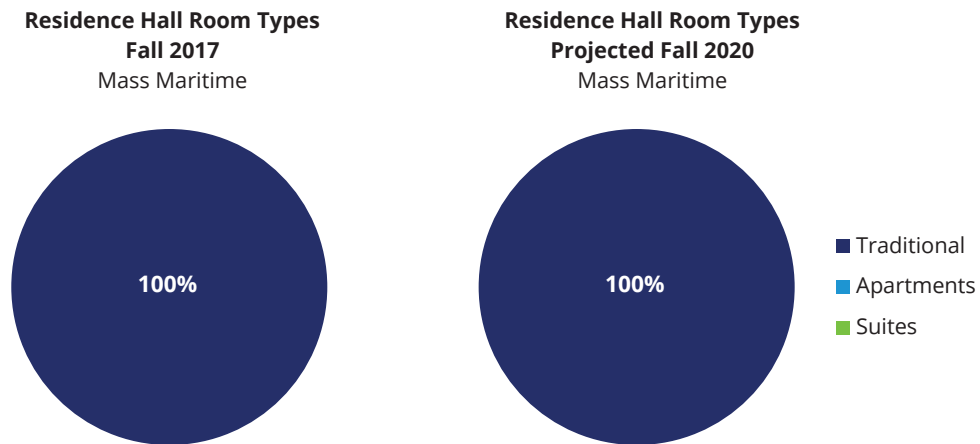 Residence Hall Room Types
Fall 2017
Mass Maritime
100%
Residence Hall Room Types
Projected Fall 2020
Mass Maritime
100%
Traditional
Apartments
Suites